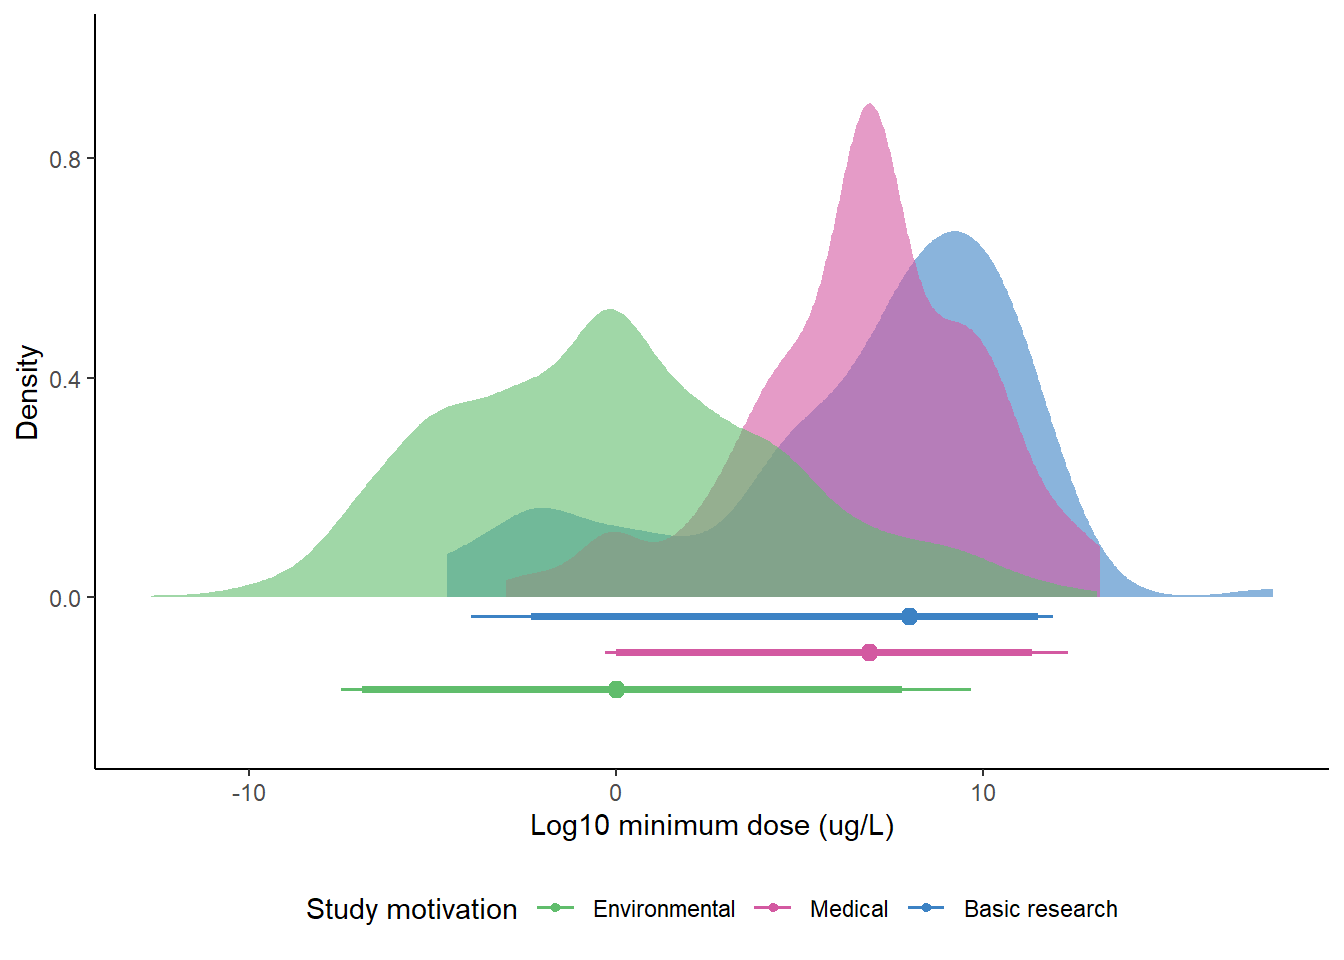 Density
0.8
0.4
0.0
-10 0 10
Log10 minimum dose (ug/L)
Study motivation Environmental Medical Basic research